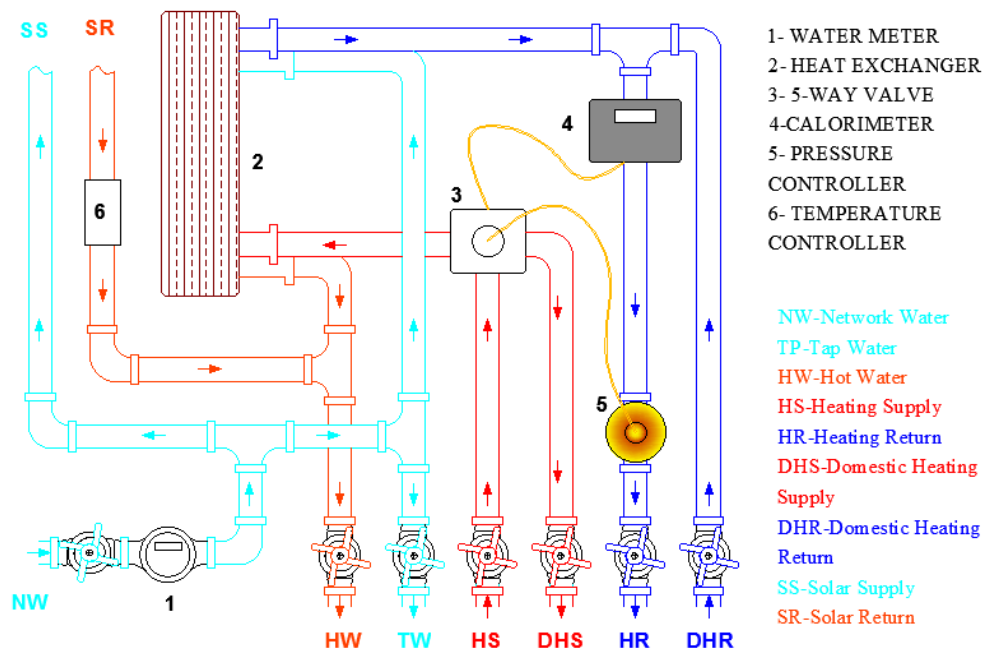 SS SR
6
2
3
4
5
NW
1
HW TW HS DHS HR DHR
1- WATER METER
2- HEAT EXCHANGER
3- 5-WAY VALVE
4-CALORIMETER
5- PRESSURE
CONTROLLER
6- TEMPERATURE
CONTROLLER
NW-Network Water
TP-Tap Water
HW-Hot Water
HS-Heating Supply
HR-Heating Return
DHS-Domestic Heating
Supply
DHR-Domestic Heating
Return
SS-Solar Supply
SR-Solar Return